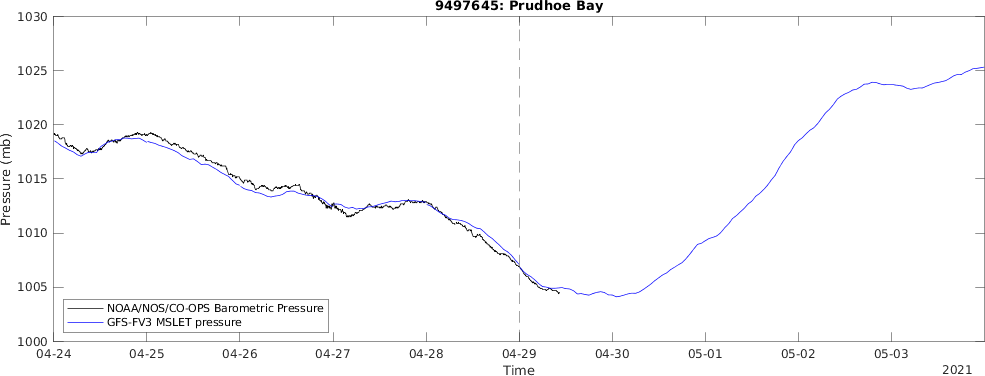 9497645: Prudhoe Bay
1030
1025
1020
1015
1010
1005
1000
Pressure (mb)
NOAA/NOS/CO-OPS Barometric Pressure
GFS-FV3 MSLET pressure
04-24 04-25 04-26 04-27 04-28 04-29 04-30 05-01 05-02 05-03
Time
2021